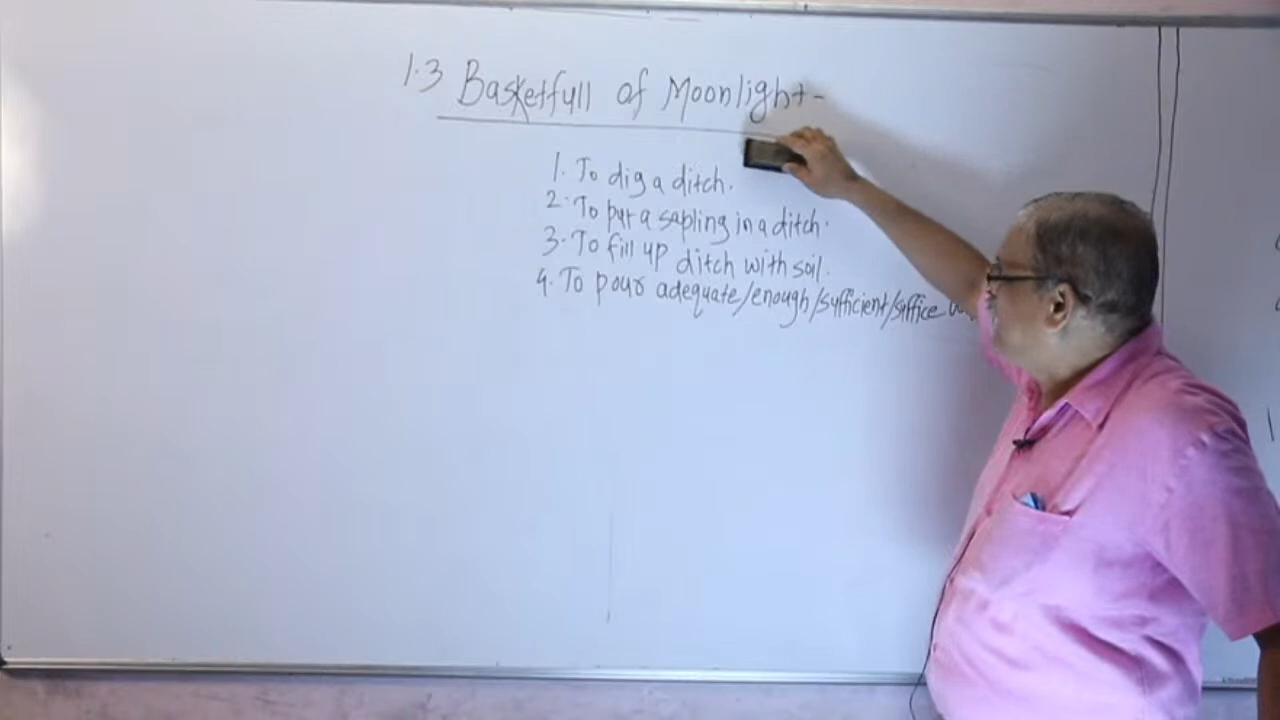 1.3 Basketfull of Moonlight -
1. To dig a ditch.
2. To put a sapling in a ditch.
3. To fill up ditch with soil.
4. To pour adequate/enough/sufficient/suffice